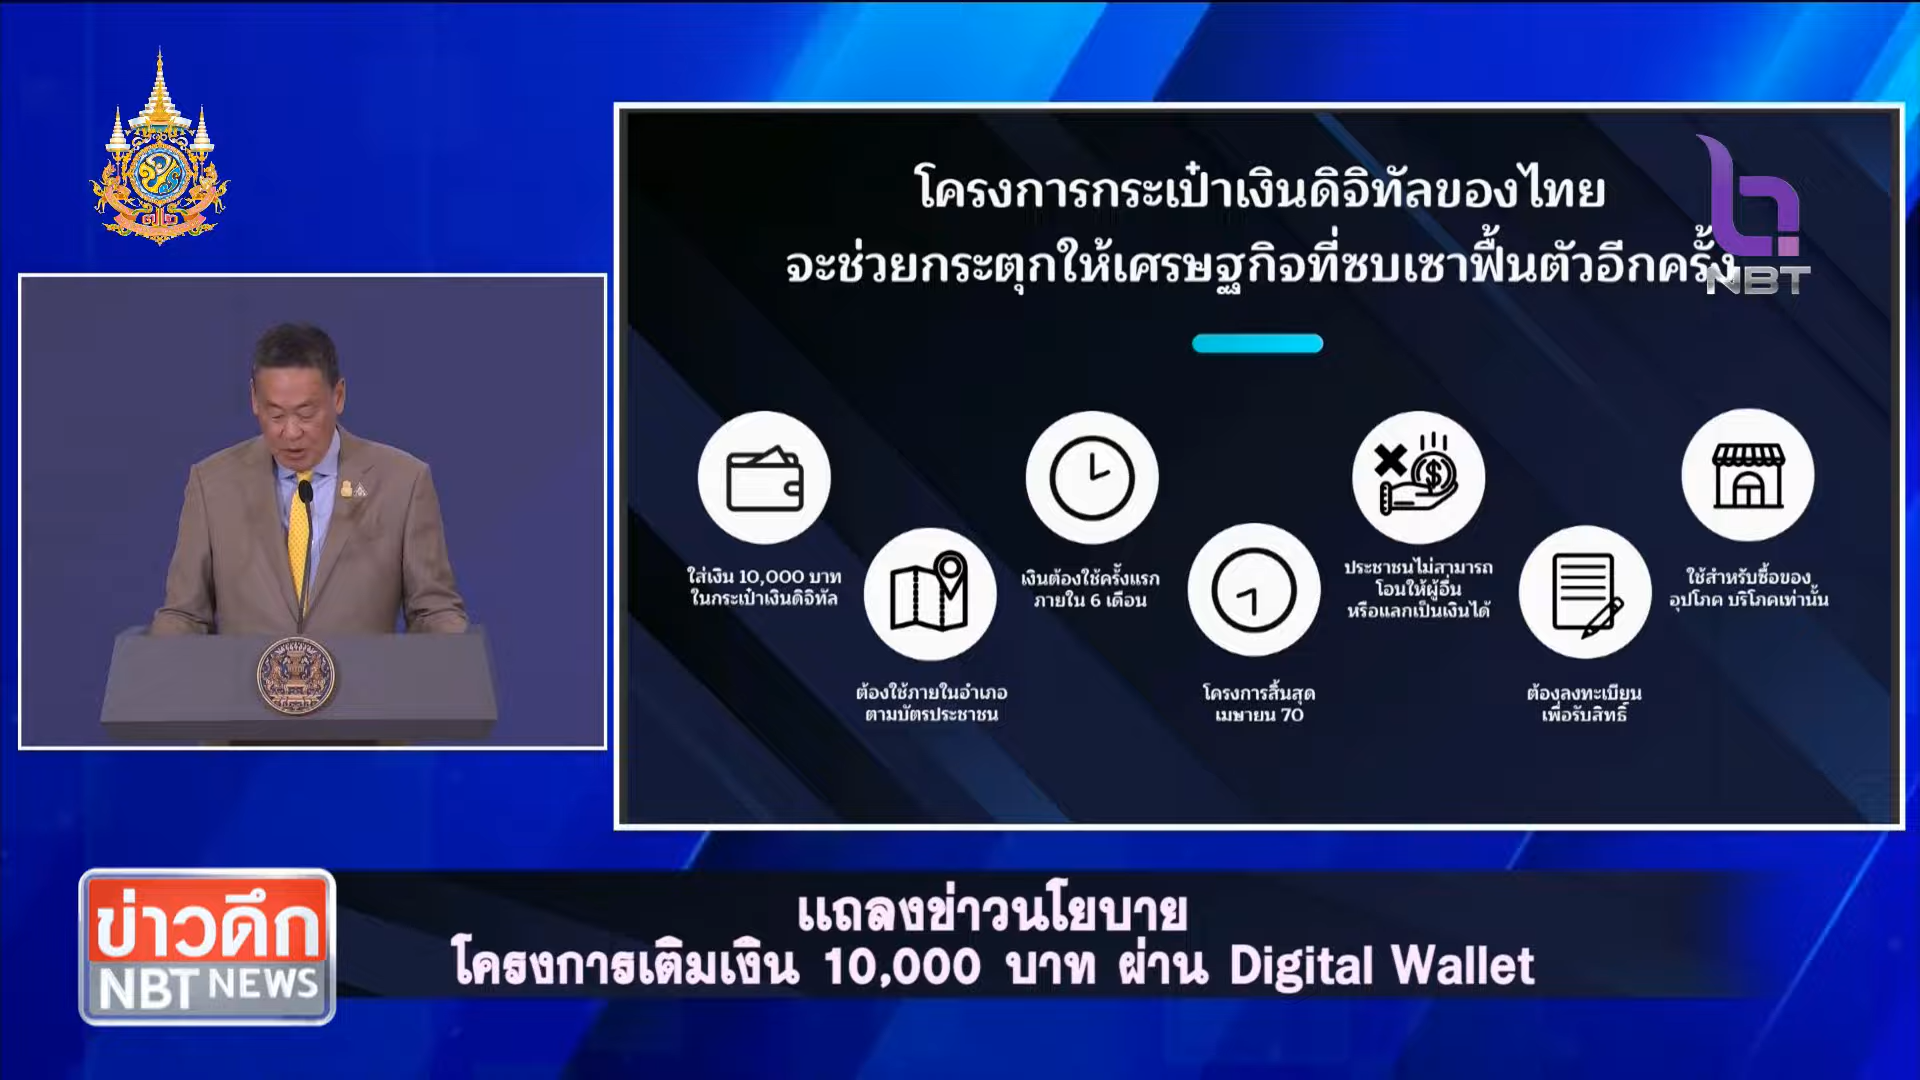 โครงการกระเป๋าเงินดิจิทัลของไทย
จะช่วยกระตุกให้เศรษฐกิจที่ซบเซาฟื้นตัวอีกครั้ง
NBT
ใส่เงิน 10,000 บาท
ในกระเป๋าเงินดิจิทัล
ต้องใช้ภายในอำเภอ
ตามบัตรประชาชน
เงินต้องใช้ครั้งแรก
ภายใน 6 เดือน
โครงการสิ้นสุด
เมษายน 70
ประชาชนไม่สามารถ
โอนให้ผู้อื่น
หรือแลกเป็นเงินได้
ต้องลงทะเบียน
เพื่อรับสิทธิ์
ใช้สำหรับซื้อของ
อุปโภค บริโภคเท่านั้น
ข่าวดึก
NBT NEWS
แถลงข่าวนโยบาย
โครงการเติมเงิน 10,000 บาท ผ่าน Digital Wallet